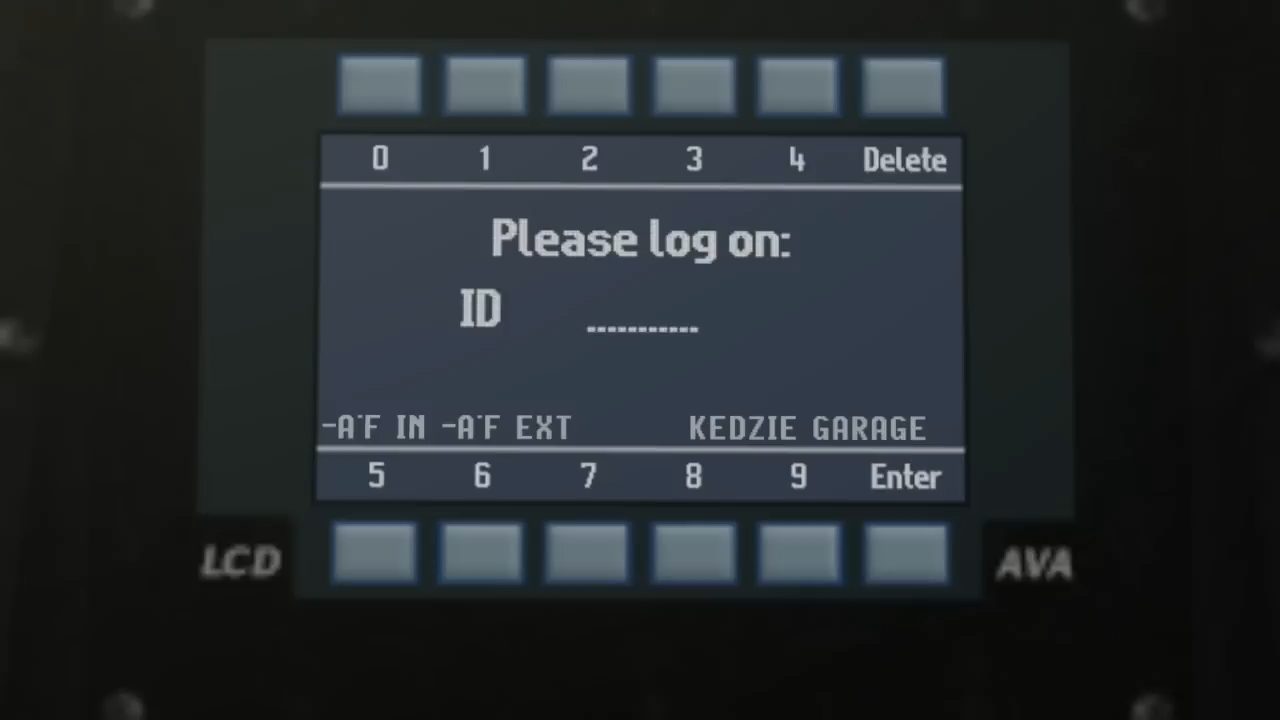 0 1 2 3 4 Delete
Please log on:
ID -----------
-A°F IN -A°F EXT KEDZIE GARAGE
5 6 7 8 9 Enter
LCD AVA